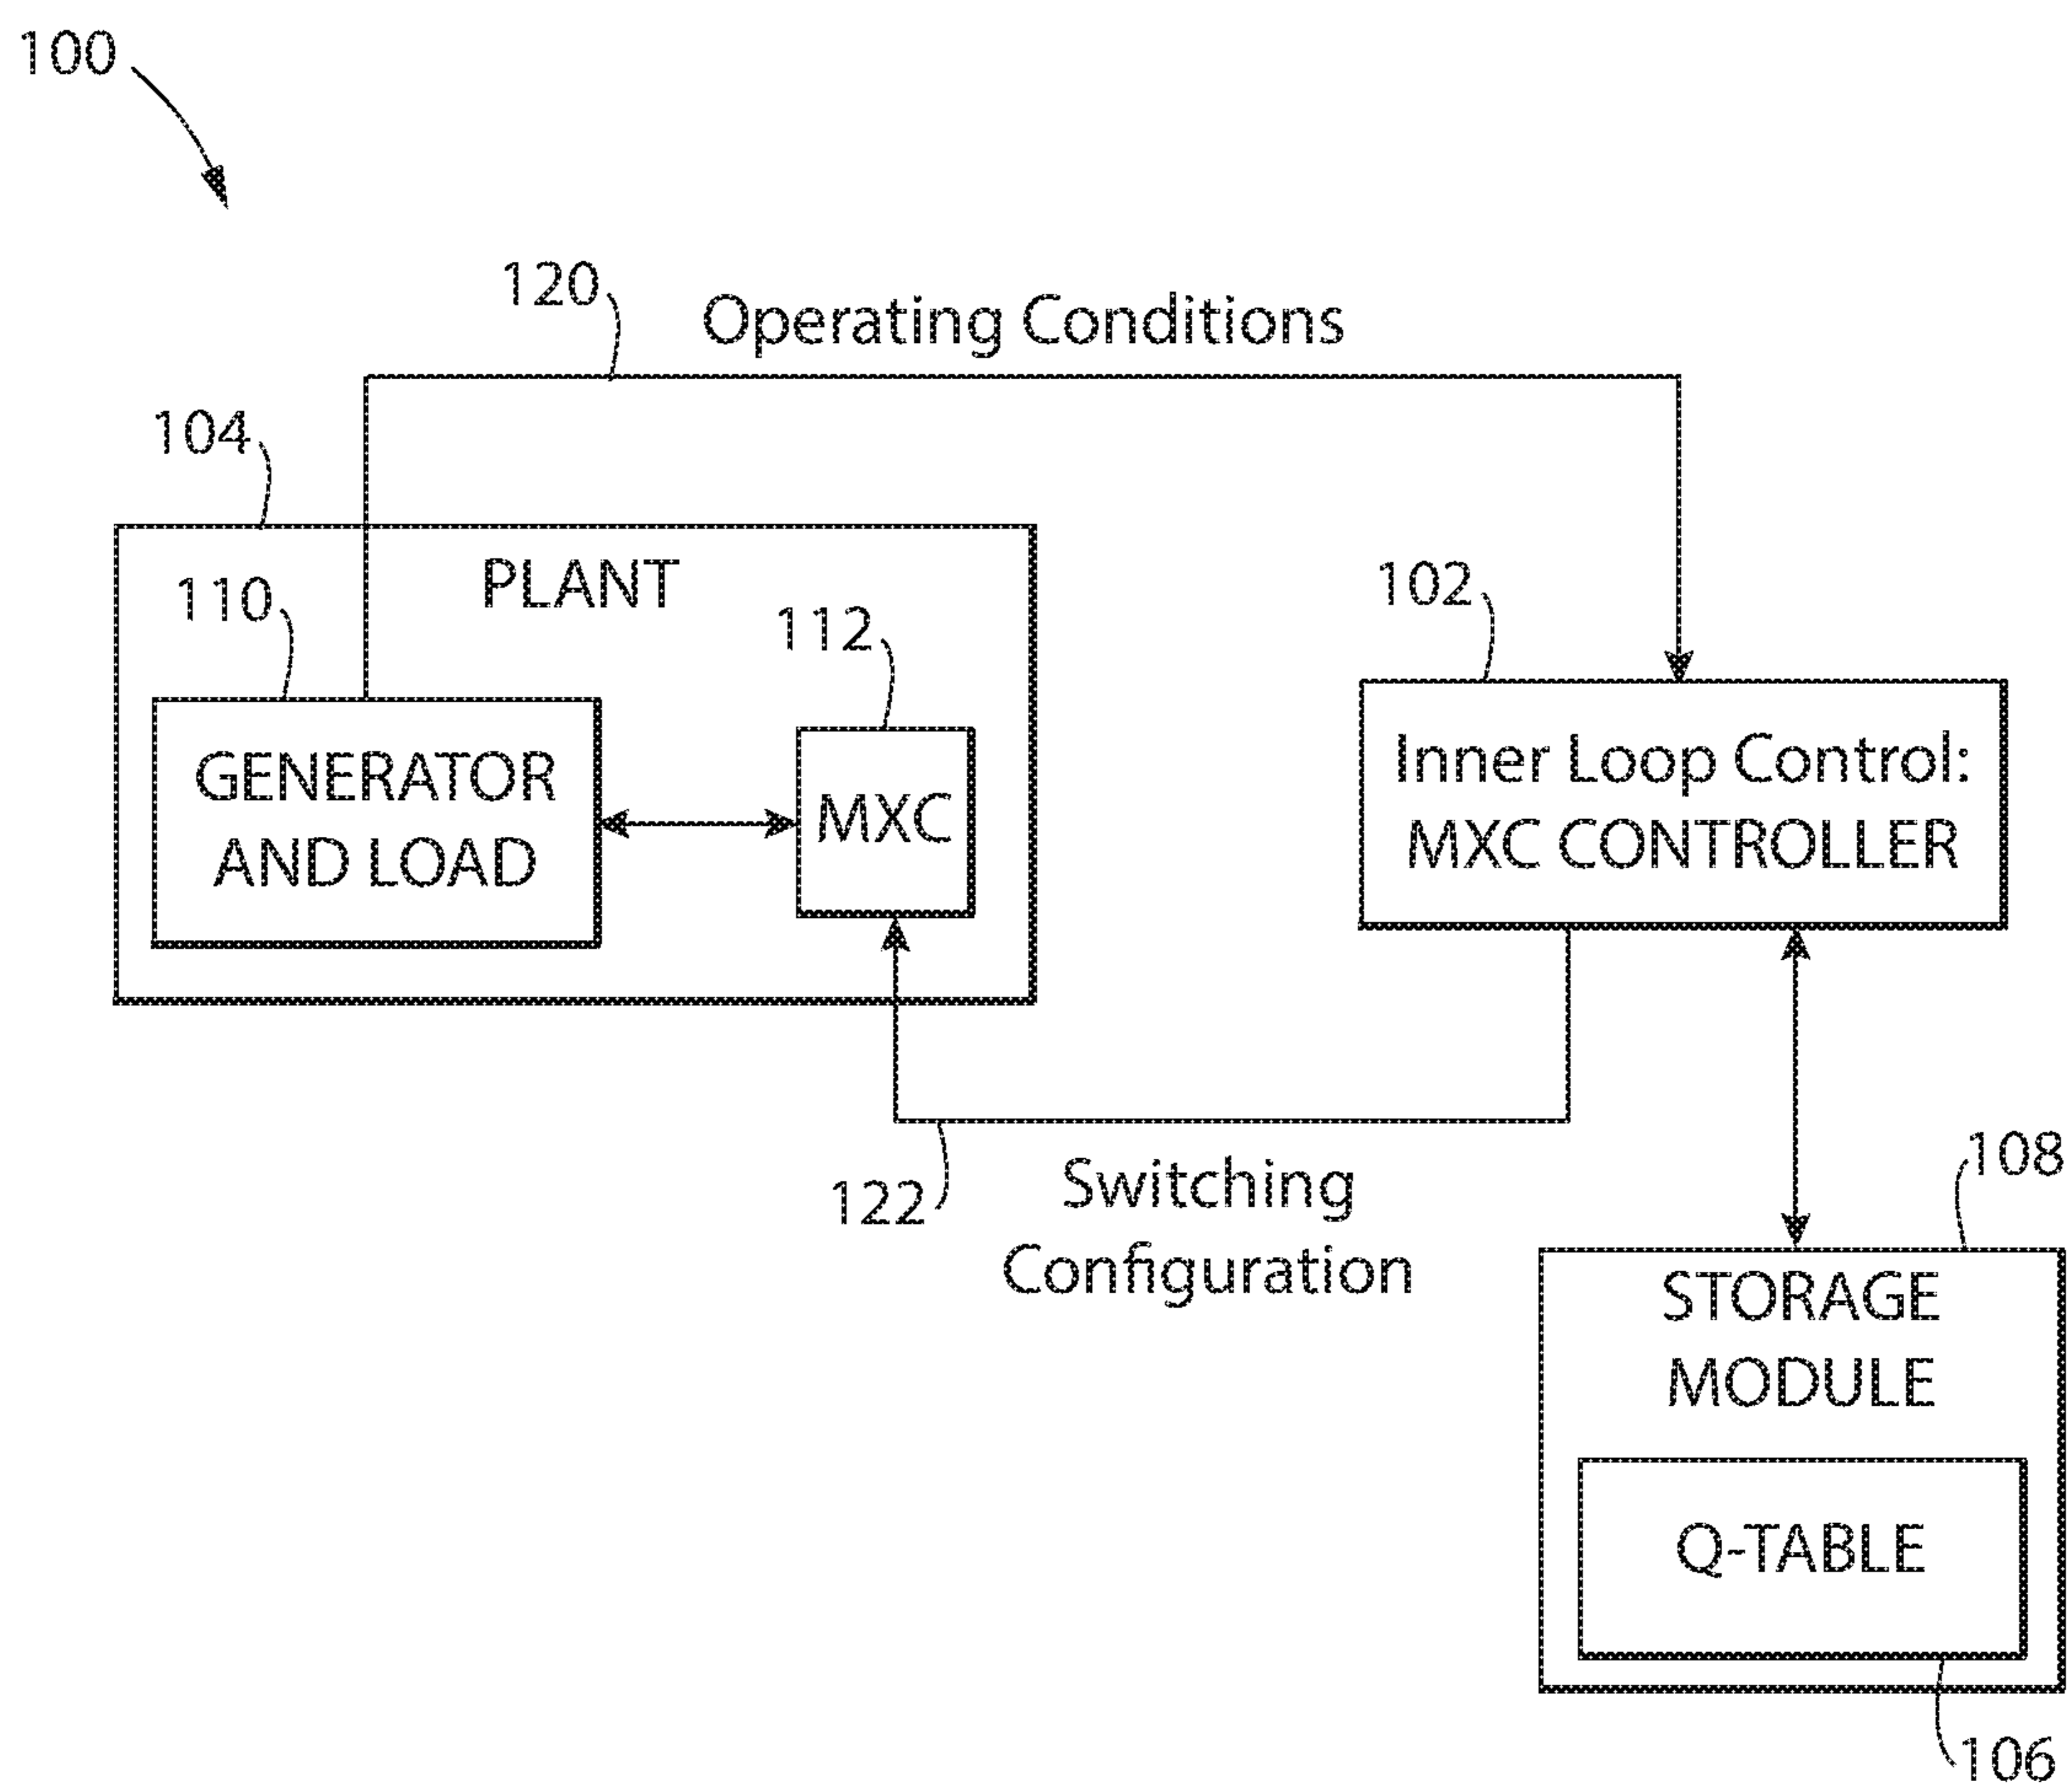 100
120
Operating Conditions
104
PLANT
110
112
102
GENERATOR
AND LOAD
MXC
Inner Loop Control:
MXC CONTROLLER
122
Switching
Configuration
108
STORAGE
MODULE
Q-TABLE
106